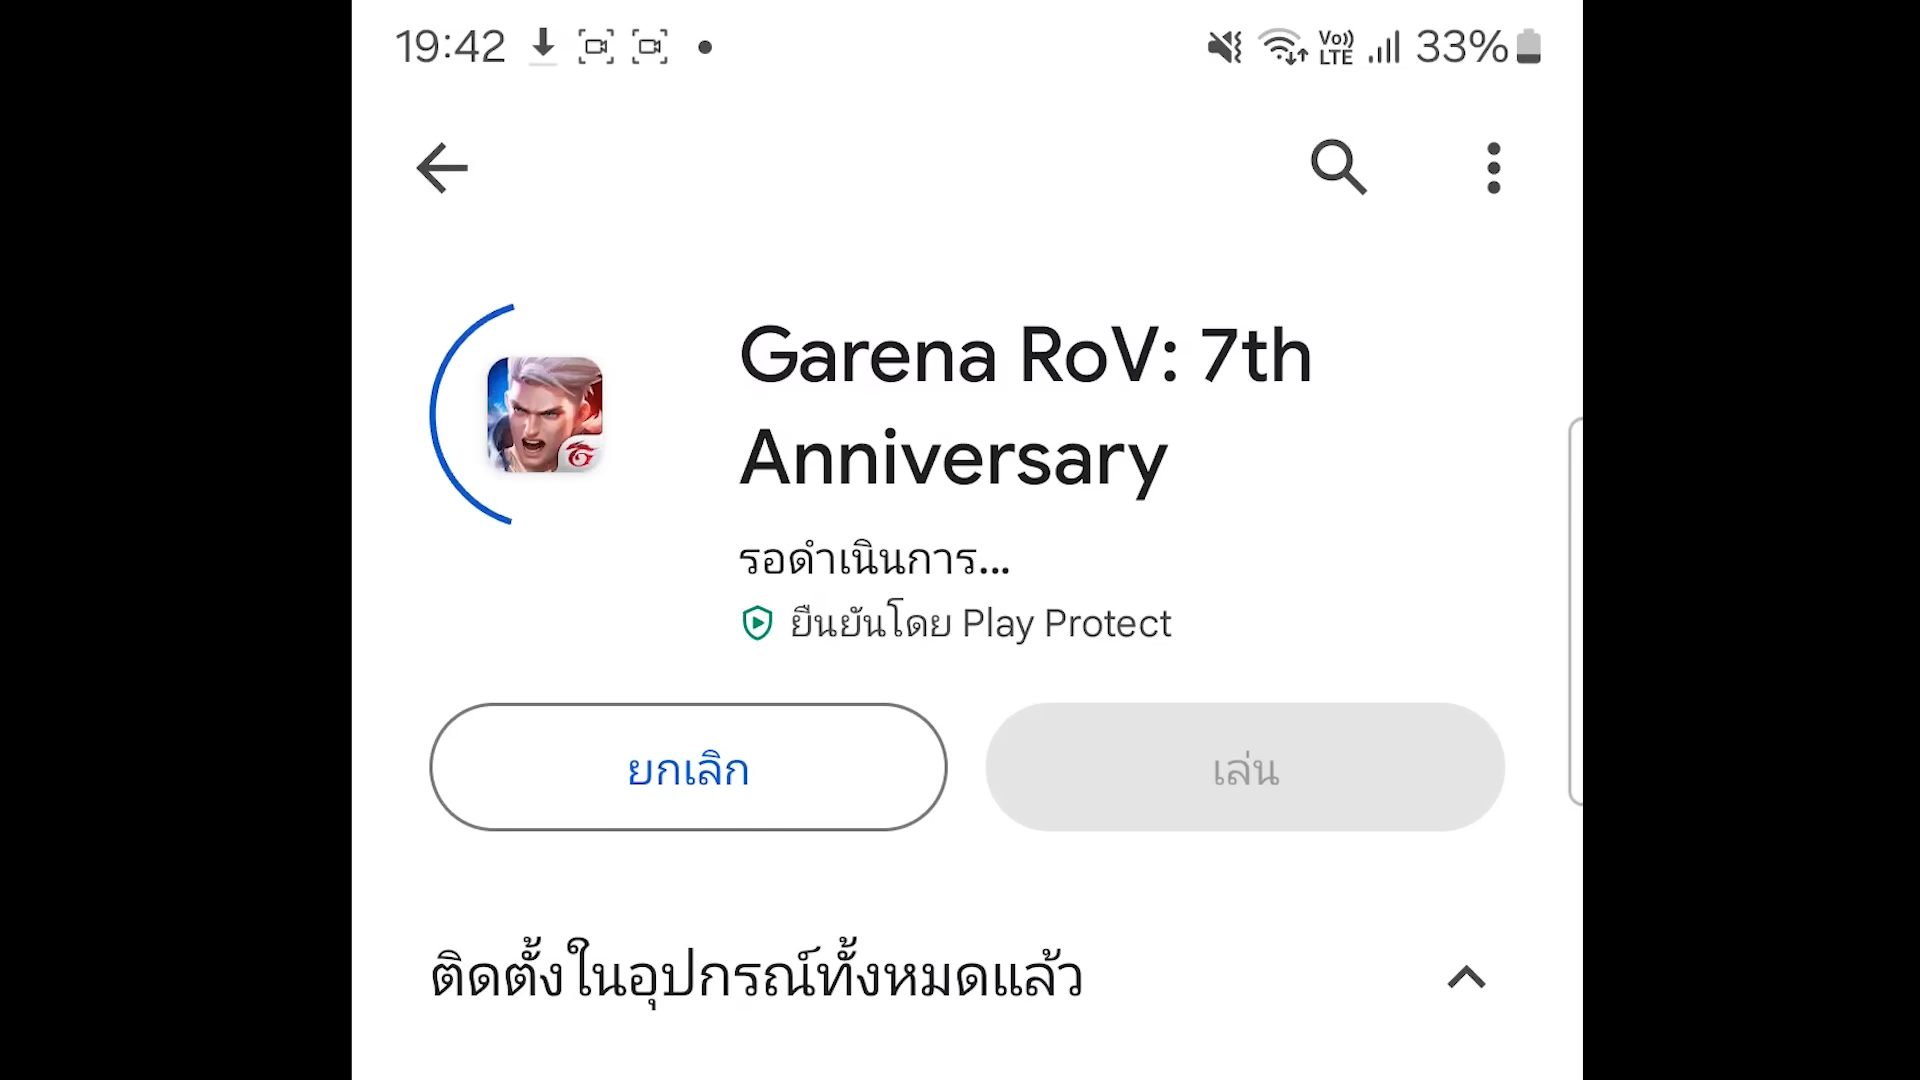 19:42
Vo)) LTE 33%
Garena RoV: 7th
Anniversary
รอดำเนินการ...
ยืนยันโดย Play Protect
ยกเลิก
เล่น
ติดตั้งในอุปกรณ์ทั้งหมดแล้ว